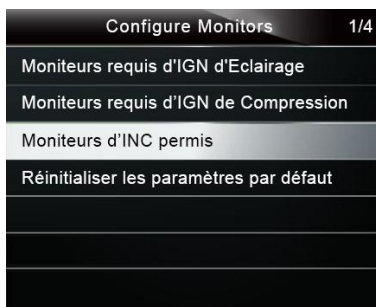 Configure Monitors 1/4
Moniteurs requis d'IGN d'Eclairage
Moniteurs requis d’IGN de Compression
Moniteurs d’INC permis
Réinitialiser les paramètres par défaut